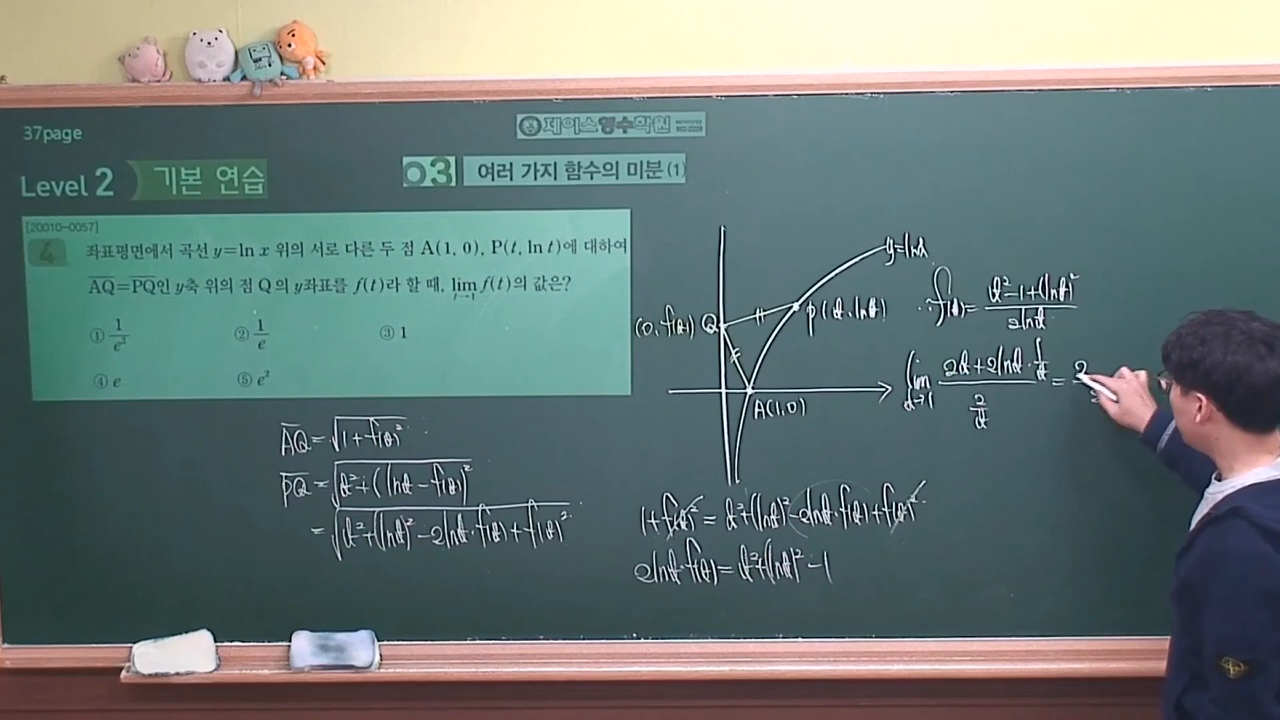 37page
제이스영수학원
Level 2 기본 연습
03 여러 가지 함수의 미분 (1)
[20010-0057]
4 좌표평면에서 곡선 y=ln x 위의 서로 다른 두 점 A(1, 0), P(t, ln t)에 대하여
AQ=PQ인 y축 위의 점 Q의 y좌표를 f(t)라 할 때, lim t→1 f(t)의 값은?
① 1/e² ② 1/e ③ 1
④ e ⑤ e²
AQ = √(1+f(t)²)
PQ = √(t²+(lnt-f(t))²)
= √(t²+(lnt)²-2lnt·f(t)+f(t)²)
y=lnx
(0, f(t)) Q
P(t, lnt)
A(1,0)
1+f(t)² = t²+(lnt)²-2lnt·f(t)+f(t)²
2lnt·f(t) = t²+(lnt)²-1
∴ f(t) = (t²-1+(lnt)²)/(2lnt)
lim t→1 (2t+2lnt·1/t)/(2/t) = 2/2